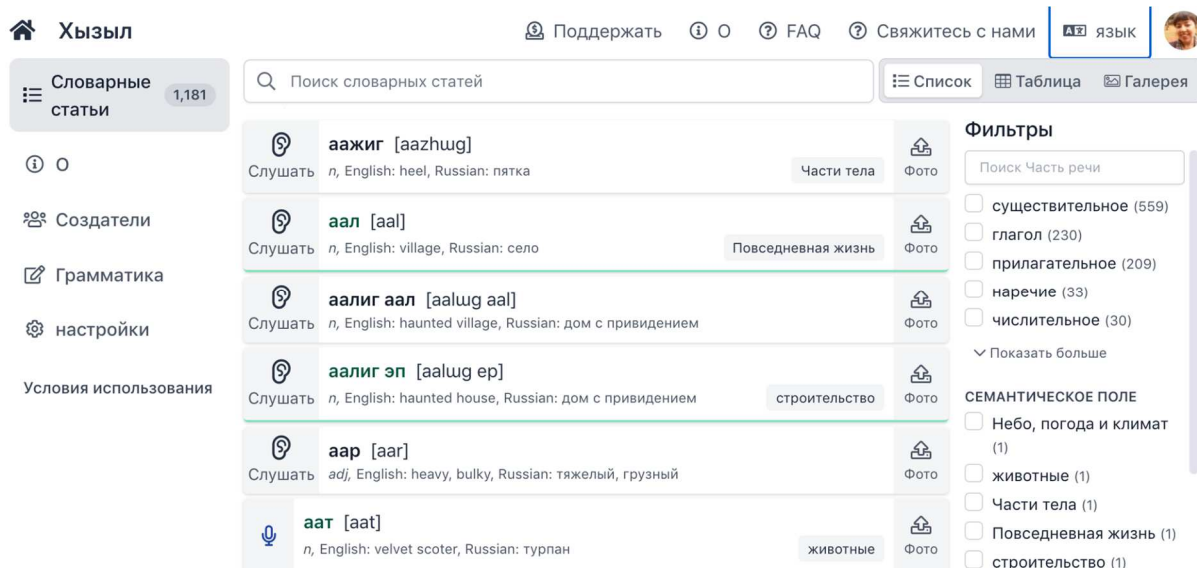 Хызыл
Поддержать
О
FAQ
Свяжитесь с нами
язык
Словарные статьи 1,181
О
Создатели
Грамматика
настройки
Условия использования
Поиск словарных статей
Список
Таблица
Галерея
Слушать
аажиг [aazhɯg]
n, English: heel, Russian: пятка
Части тела
Фото
Слушать
аал [aal]
n, English: village, Russian: село
Повседневная жизнь
Фото
Слушать
аалиг аал [aalɯg aal]
n, English: haunted village, Russian: дом с привидением
Фото
Слушать
аалиг эп [aalɯg ep]
n, English: haunted house, Russian: дом с привидением
строительство
Фото
Слушать
аар [aar]
adj, English: heavy, bulky, Russian: тяжелый, грузный
Фото
аат [aat]
n, English: velvet scoter, Russian: турпан
животные
Фото
Фильтры
Поиск Часть речи
существительное (559)
глагол (230)
прилагательное (209)
наречие (33)
числительное (30)
Показать больше
СЕМАНТИЧЕСКОЕ ПОЛЕ
Небо, погода и климат
(1)
животные (1)
Части тела (1)
Повседневная жизнь (1)
строительство (1)